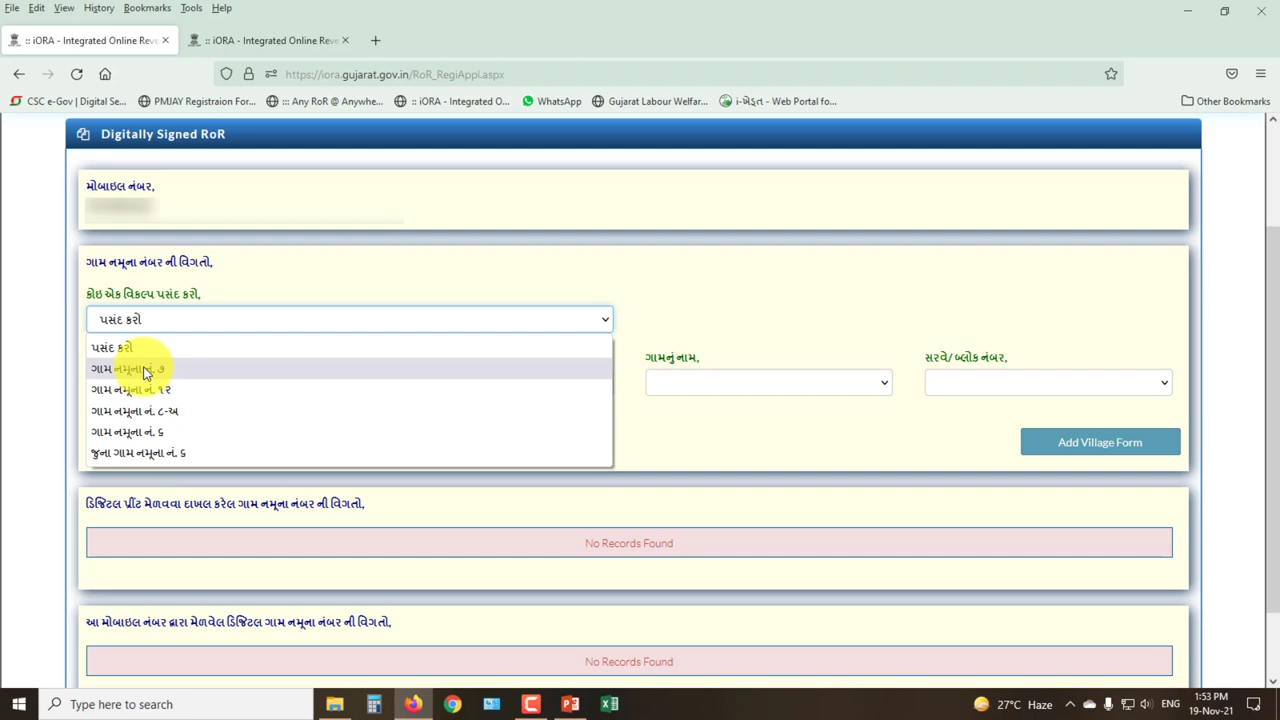 File Edit View History Bookmarks Tools Help
:: iORA - Integrated Online Reve
:: iORA - Integrated Online Reve
https://iora.gujarat.gov.in/RoR_RegiAppl.aspx
CSC e-Gov | Digital Se...
PMJAY Registraion For...
::: Any RoR @ Anywhe...
:: iORA - Integrated O...
WhatsApp
Gujarat Labour Welfar...
i-ખેડૂત - Web Portal fo...
Other Bookmarks
Digitally Signed RoR
મોબાઇલ નંબર,
ગામ નમૂના નંબર ની વિગતો,
કોઇ એક વિકલ્પ પસંદ કરો,
પસંદ કરો
પસંદ કરો
ગામ નમૂના નં. ૭
ગામ નમૂના નં. ૧૨
ગામ નમૂના નં. ૮-અ
ગામ નમૂના નં. ૬
જુના ગામ નમૂના નં. ૬
ગામનું નામ,
સરવે/ બ્લોક નંબર,
Add Village Form
ડિજિટલ પ્રીંટ મેળવવા દાખલ કરેલ ગામ નમૂના નંબર ની વિગતો,
No Records Found
આ મોબાઇલ નંબર દ્વારા મેળવેલ ડિજિટલ ગામ નમૂના નંબર ની વિગતો,
No Records Found
Type here to search
27°C Haze
ENG
1:53 PM
19-Nov-21